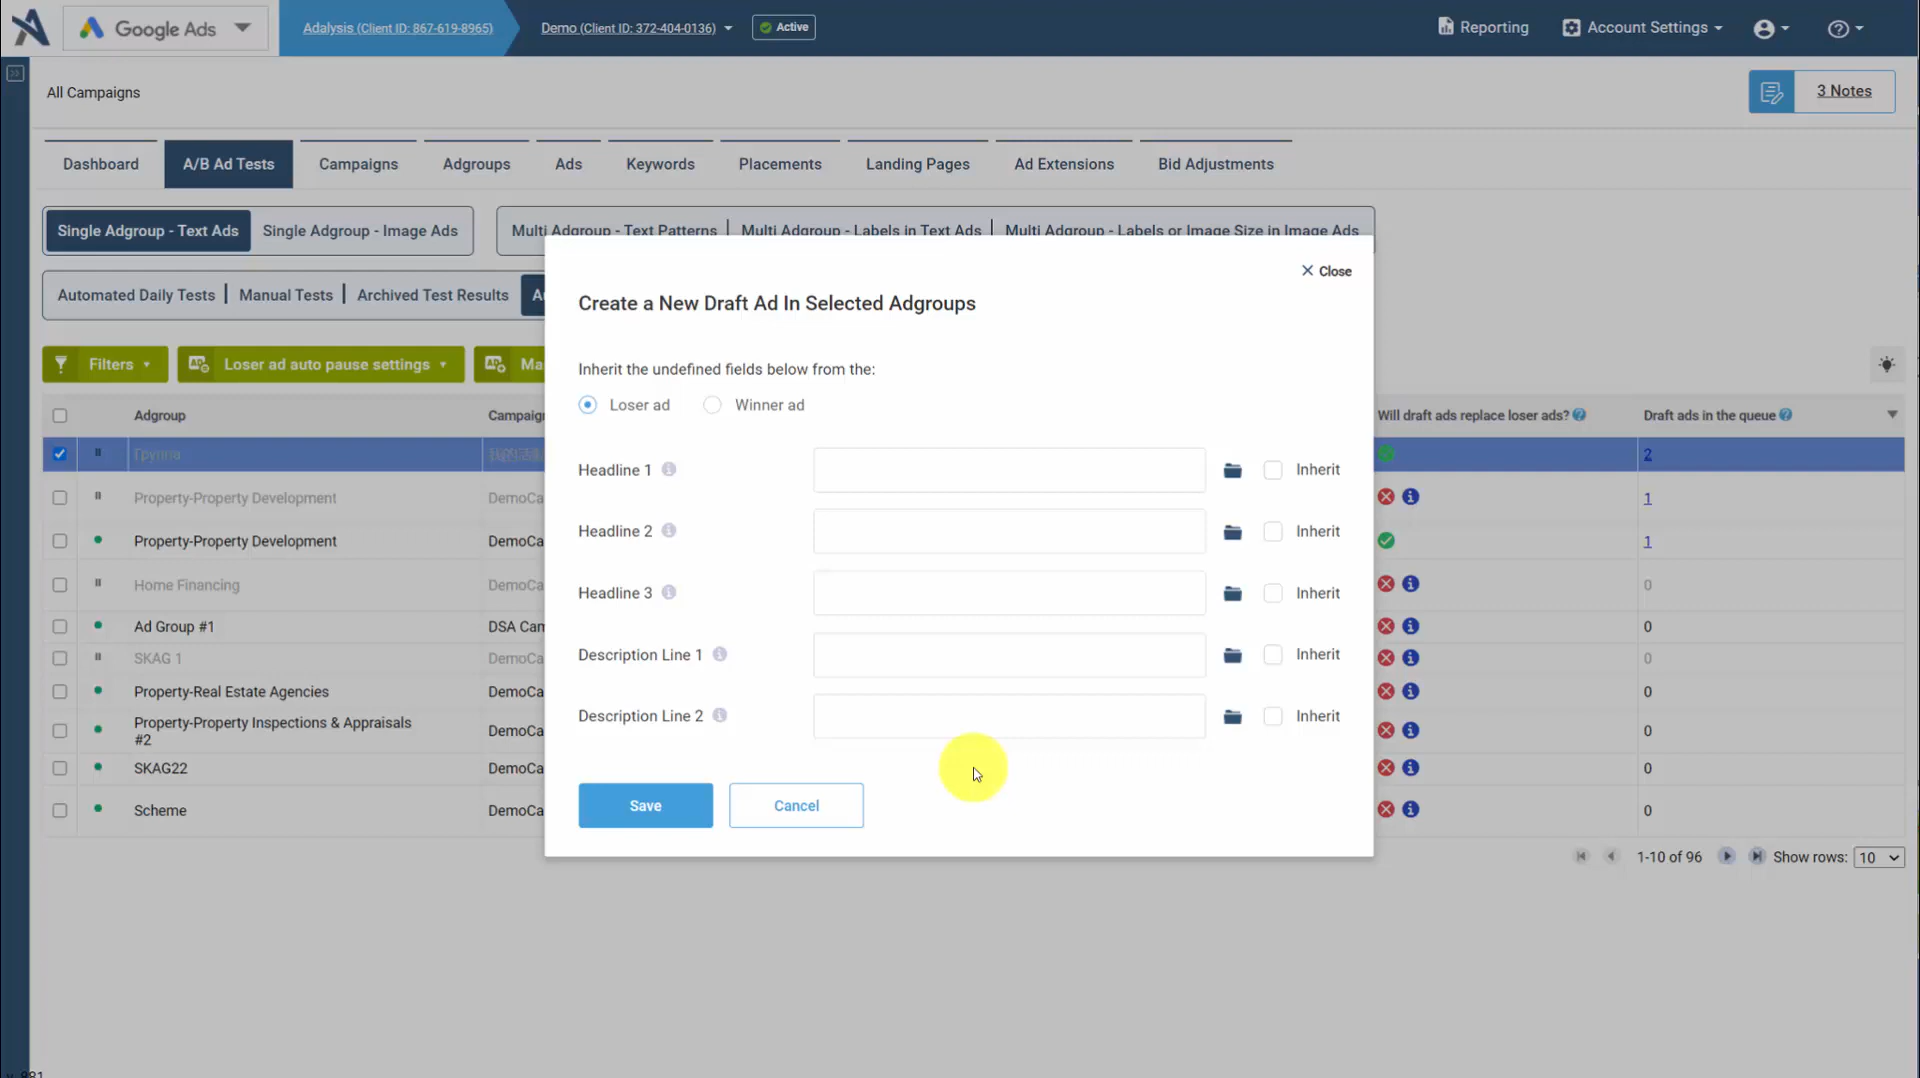 Google Ads
Adalysis (Client ID: 867-619-8965)
Demo (Client ID: 372-404-0136)
Active
Reporting
Account Settings
All Campaigns
3 Notes
Dashboard
A/B Ad Tests
Campaigns
Adgroups
Ads
Keywords
Placements
Landing Pages
Ad Extensions
Bid Adjustments
Single Adgroup - Text Ads
Single Adgroup - Image Ads
Multi Adgroup - Text Patterns
Multi Adgroup - Labels in Text Ads
Multi Adgroup - Labels or Image Size in Image Ads
Automated Daily Tests
Manual Tests
Archived Test Results
Close
Create a New Draft Ad In Selected Adgroups
Filters
Loser ad auto pause settings
Inherit the undefined fields below from the:
Loser ad
Winner ad
Adgroup
Will draft ads replace loser ads?
Draft ads in the queue
Группа
2
Headline 1
Inherit
Property-Property Development
DemoCa
1
Headline 2
Inherit
Property-Property Development
DemoCa
1
Home Financing
DemoCa
0
Headline 3
Inherit
Ad Group #1
DSA Cam
0
SKAG 1
DemoCa
0
Description Line 1
Inherit
Property-Real Estate Agencies
DemoCa
0
Description Line 2
Inherit
Property-Property Inspections & Appraisals
#2
DemoCa
0
SKAG22
DemoCa
0
Scheme
DemoCa
0
Save
Cancel
1-10 of 96
Show rows:
10